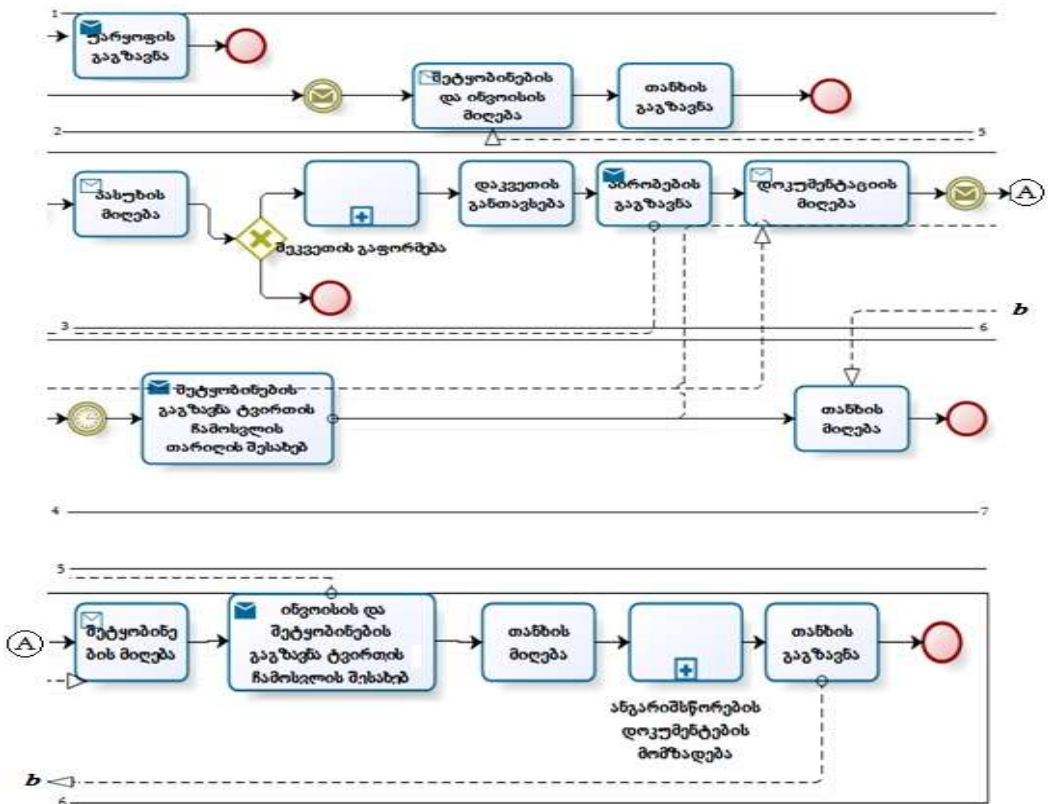 1
უარყოფის
გაგზავნა
შეტყობინების
და ინვოისის
მიღება
თანხის
გაგზავნა
2
5
პასუხის
მიღება
შეკვეთის გაფორმება
დაკვეთის
განთავსება
პირობების
გაგზავნა
დოკუმენტაციის
მიღება
A
3
6
b
შეტყობინების
გაგზავნა ტვირთის
ჩამოსვლის
თარიღის შესახებ
თანხის
მიღება
4
7
5
A
შეტყობინე
ბის მიღება
ინვოისის და
შეტყობინების
გაგზავნა ტვირთის
ჩამოსვლის შესახებ
თანხის
მიღება
ანგარიშსწორების
დოკუმენტების
მომზადება
თანხის
გაგზავნა
b
6